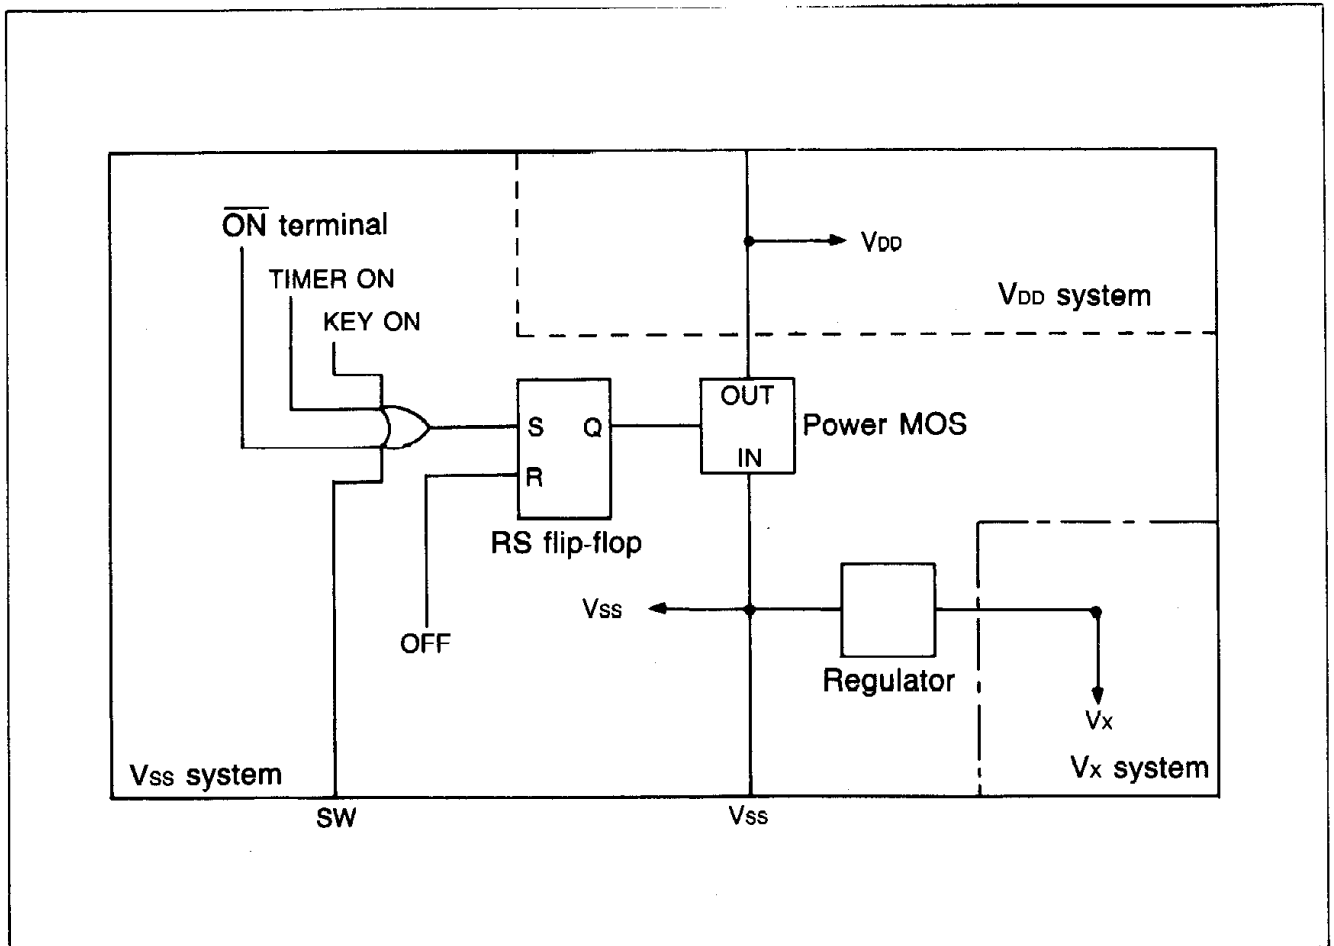 ON terminal
TIMER ON
KEY ON
VDD
VDD system
OUT
Power MOS
IN
S Q
R
RS flip-flop
OFF
VSS
Regulator
VX
VSS system
VX system
SW
VSS